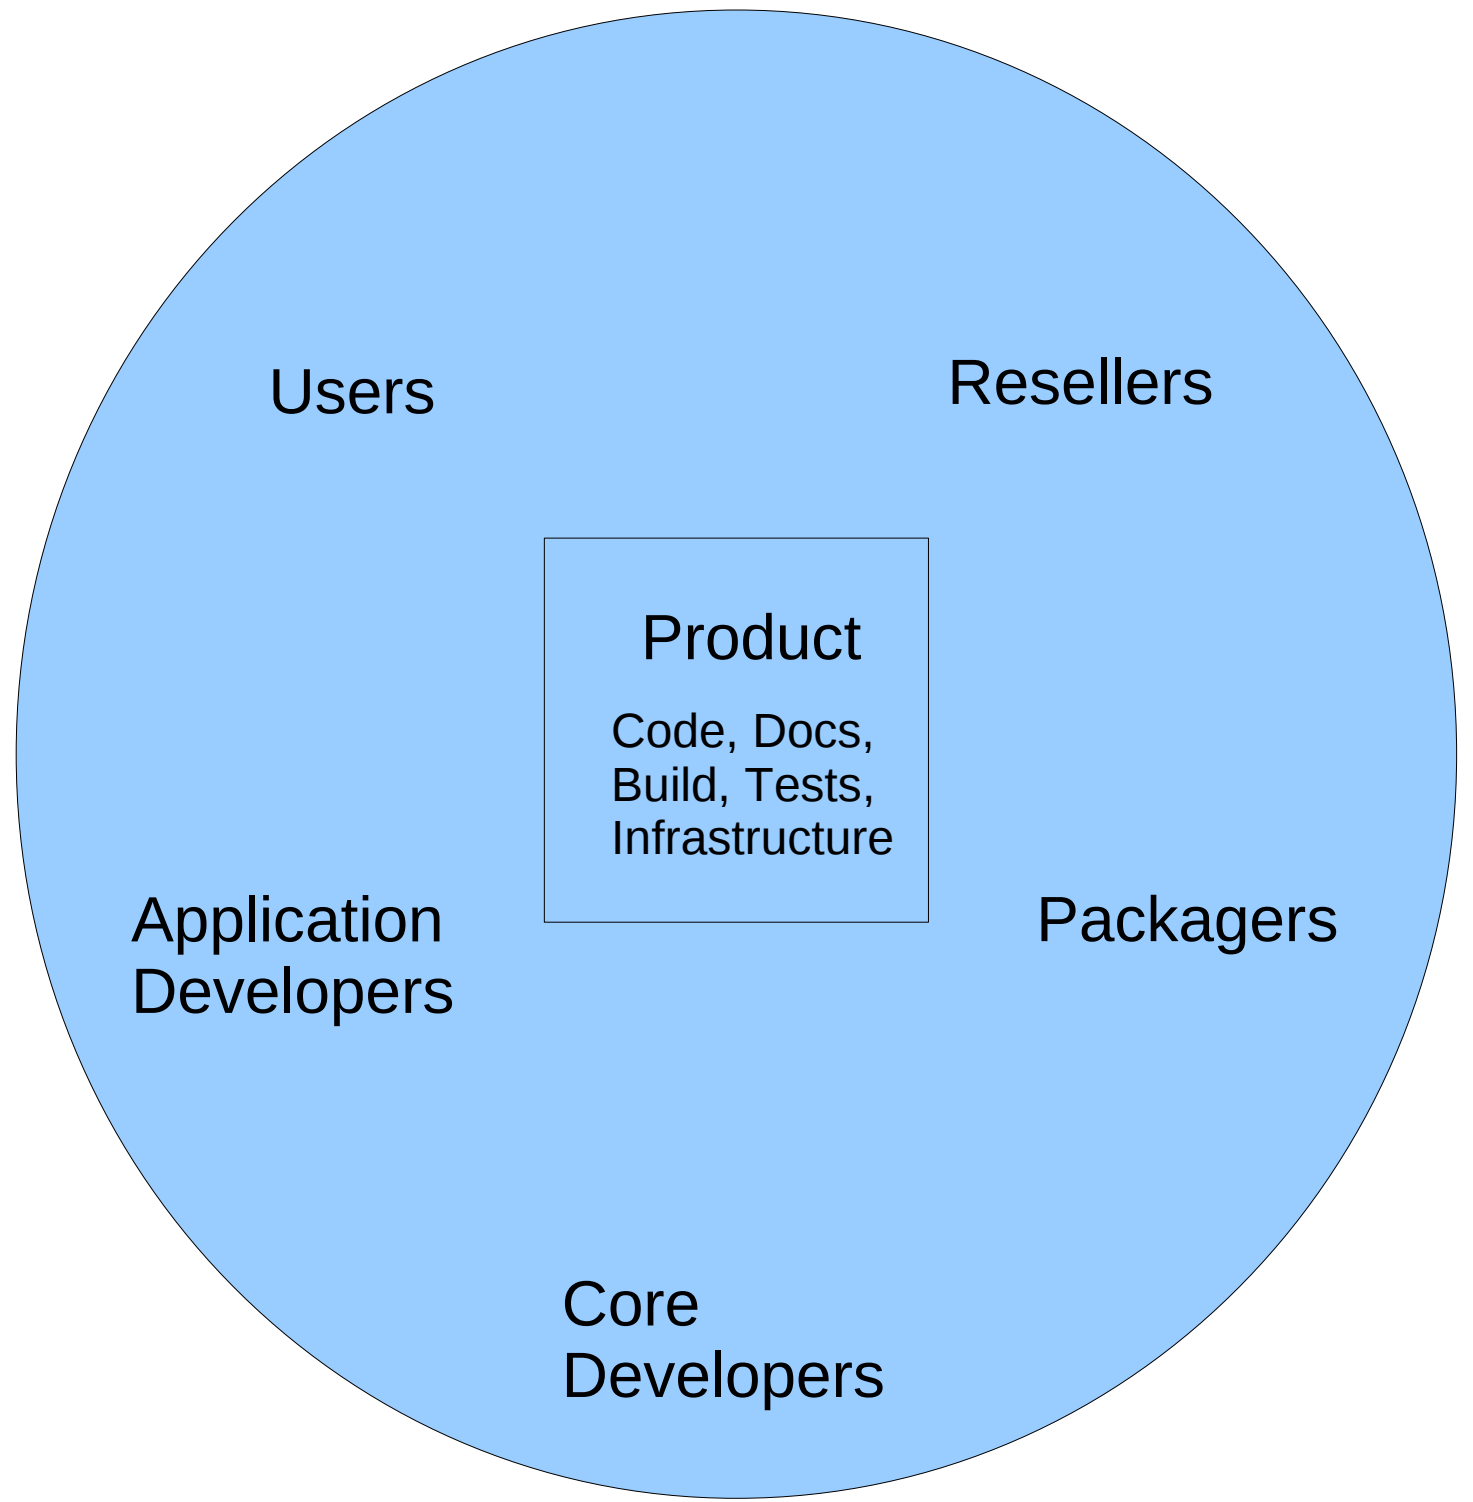 Users
Resellers
Product
Code, Docs,
Build, Tests,
Infrastructure
Application
Developers
Packagers
Core
Developers